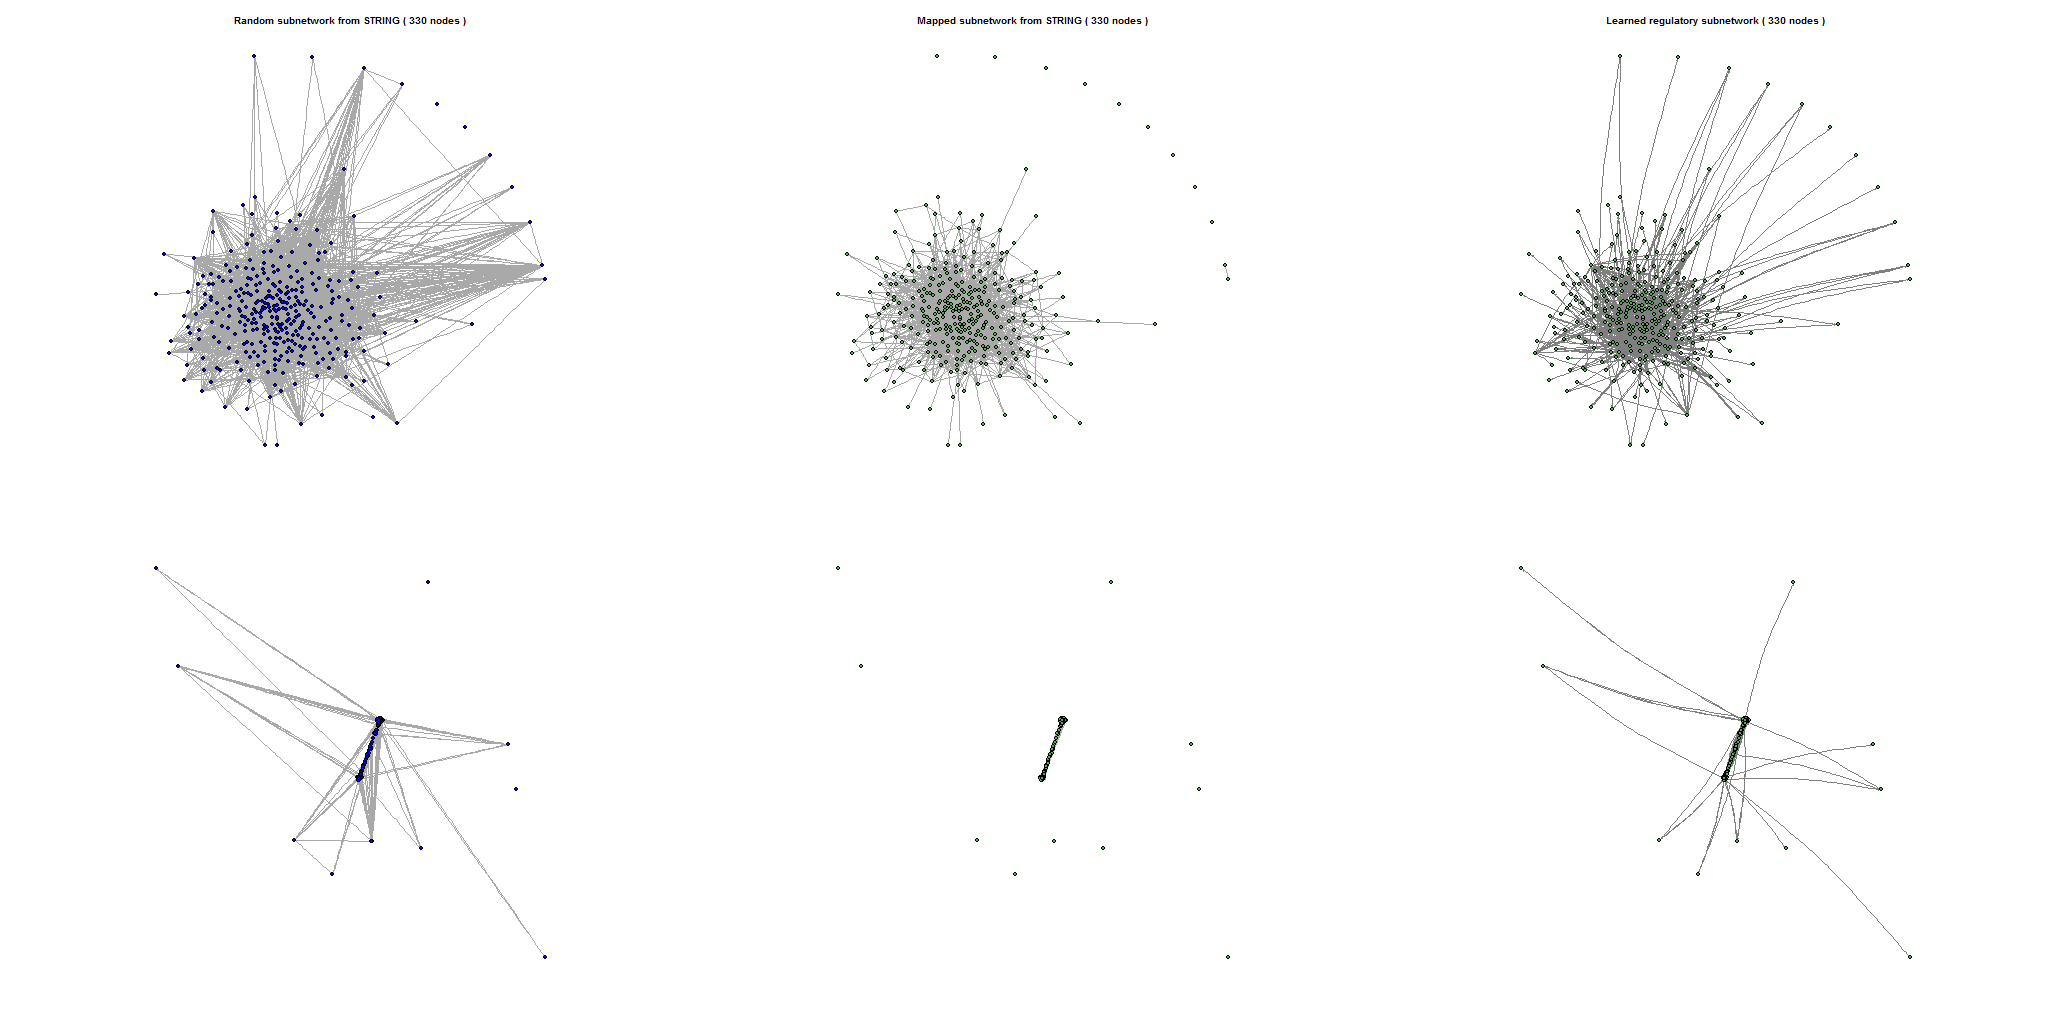 Random subnetwork from STRING ( 330 nodes )
Mapped subnetwork from STRING ( 330 nodes )
Learned regulatory subnetwork ( 330 nodes )